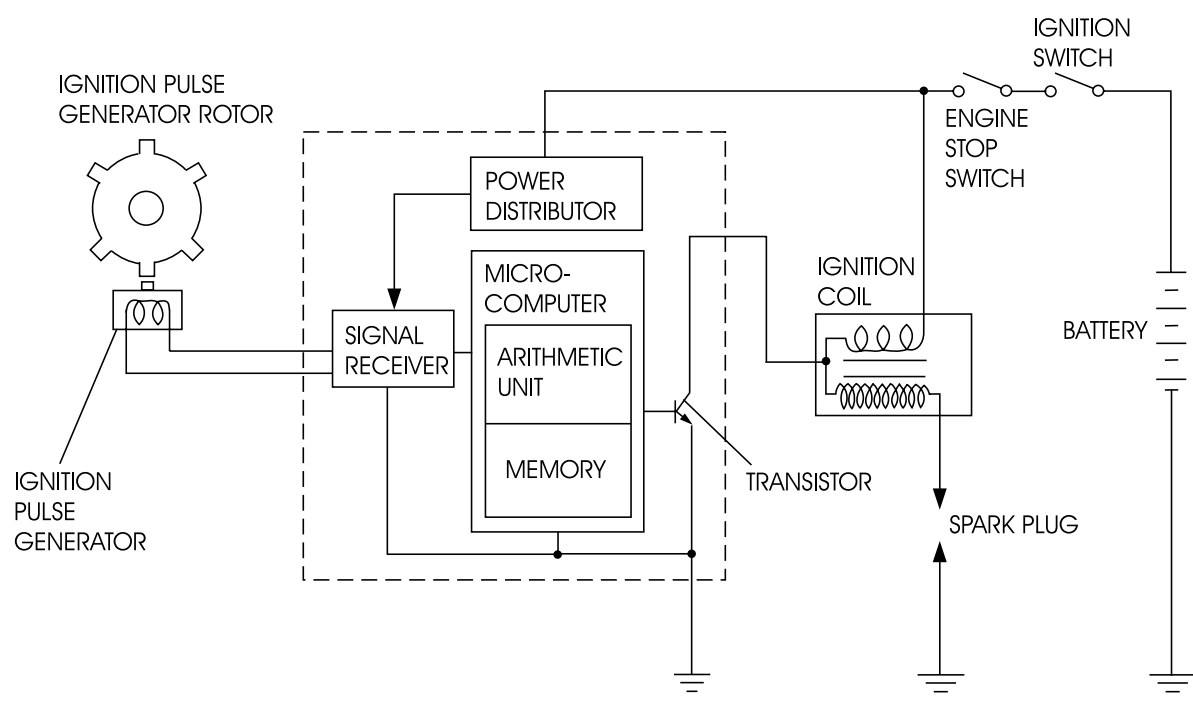 IGNITION
SWITCH
IGNITION PULSE
GENERATOR ROTOR
ENGINE
STOP
SWITCH
POWER
DISTRIBUTOR
IGNITION
COIL
MICRO-
COMPUTER
SIGNAL
RECEIVER
BATTERY
ARITHMETIC
UNIT
MEMORY
TRANSISTOR
IGNITION
PULSE
GENERATOR
SPARK PLUG